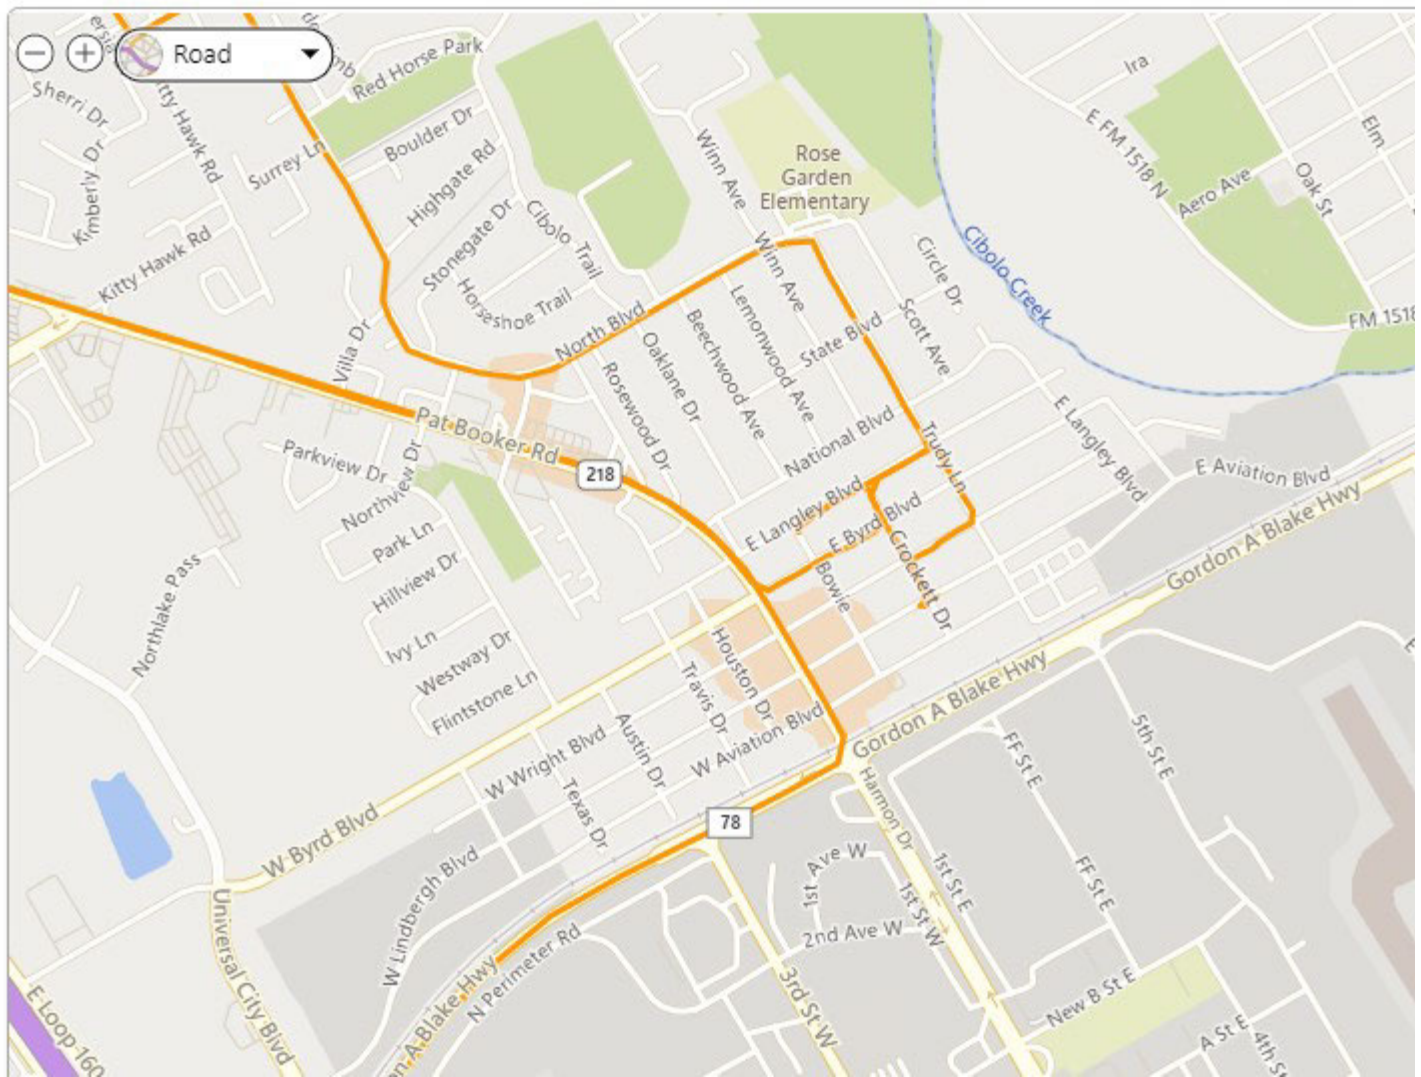 Road
Red Horse Park
Sherri Dr
Kitty Hawk Rd
Boulder Dr
Surrey Ln
Kimberly Dr
Highgate Rd
Winn Ave
Rose
Garden
Elementary
Ira
E FM 1518 N
Elm
Oak St
Aero Ave
Kitty Hawk Rd
Stonegate Dr
Cibolo Trail
Winn Ave
Circle Dr
Cibolo Creek
Horseshoe Trail
Lemonwood Ave
Scott Ave
FM 1518
Villa Dr
North Blvd
Oaklane Dr
Beechwood Ave
State Blvd
Rosewood Dr
National Blvd
Trudy Ln
E Langley Blvd
Pat Booker Rd
218
Parkview Dr
Northview Dr
E Aviation Blvd
Gordon A Blake Hwy
E Langley Blvd
E Byrd Blvd
Park Ln
Hillview Dr
Crockett Dr
Bowie
Northlake Pass
Ivy Ln
Westway Dr
Flintstone Ln
Houston Dr
Travis Dr
Gordon A Blake Hwy
W Aviation Blvd
Austin Dr
W Wright Blvd
Texas Dr
FF St E
5th St E
78
Harmon Dr
W Byrd Blvd
W Lindbergh Blvd
1st Ave W
1st St E
FF St E
1st St W
2nd Ave W
Universal City Blvd
N Perimeter Rd
3rd St W
New B St E
E Loop 160
on A Blake Hwy
A St E
4th St